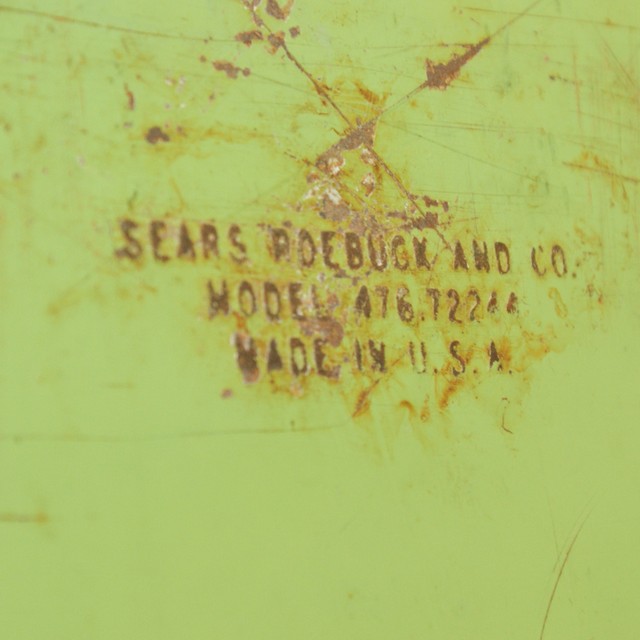 SEARS ROEBUCK AND CO.
MODEL 476.72244
MADE IN U.S.A.